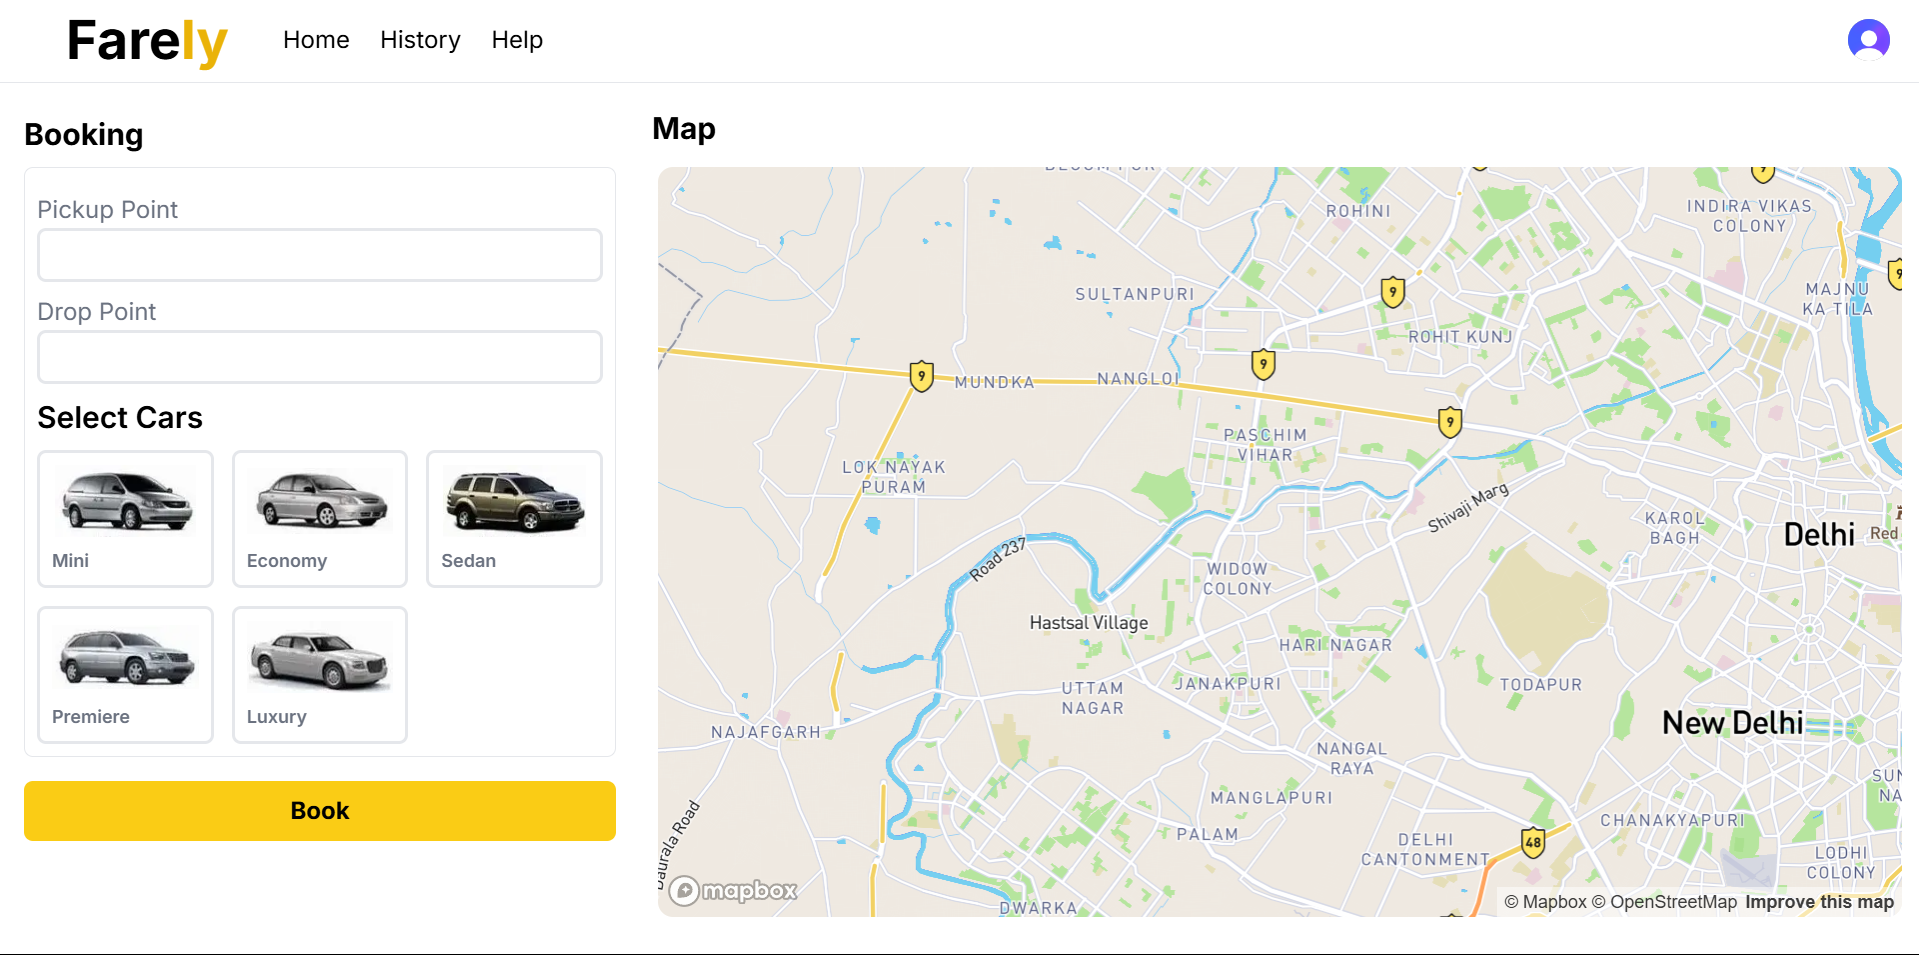 Farely
Home History Help
Booking
Pickup Point
Drop Point
Select Cars
Mini
Economy
Sedan
Premiere
Luxury
Book
Map
ROHINI
INDIRA VIKAS
COLONY
SULTANPURI
9
MAJNU
KA TILA
9
ROHIT KUNJ
9
9
MUNDKA
NANGLOI
9
PASCHIM
VIHAR
LOK NAYAK
PURAM
Shivaji Marg
KAROL
BAGH
Delhi
Red
Road 237
WIDOW
COLONY
Hastsal Village
HARI NAGAR
UTTAM
NAGAR
JANAKPURI
TODAPUR
NAJAFGARH
New Delhi
NANGAL
RAYA
SUN
NA
MANGLAPURI
PALAM
CHANAKYAPURI
48
DELHI
CANTONMENT
LODHI
COLONY
Daurala Road
mapbox
DWARKA
© Mapbox © OpenStreetMap Improve this map